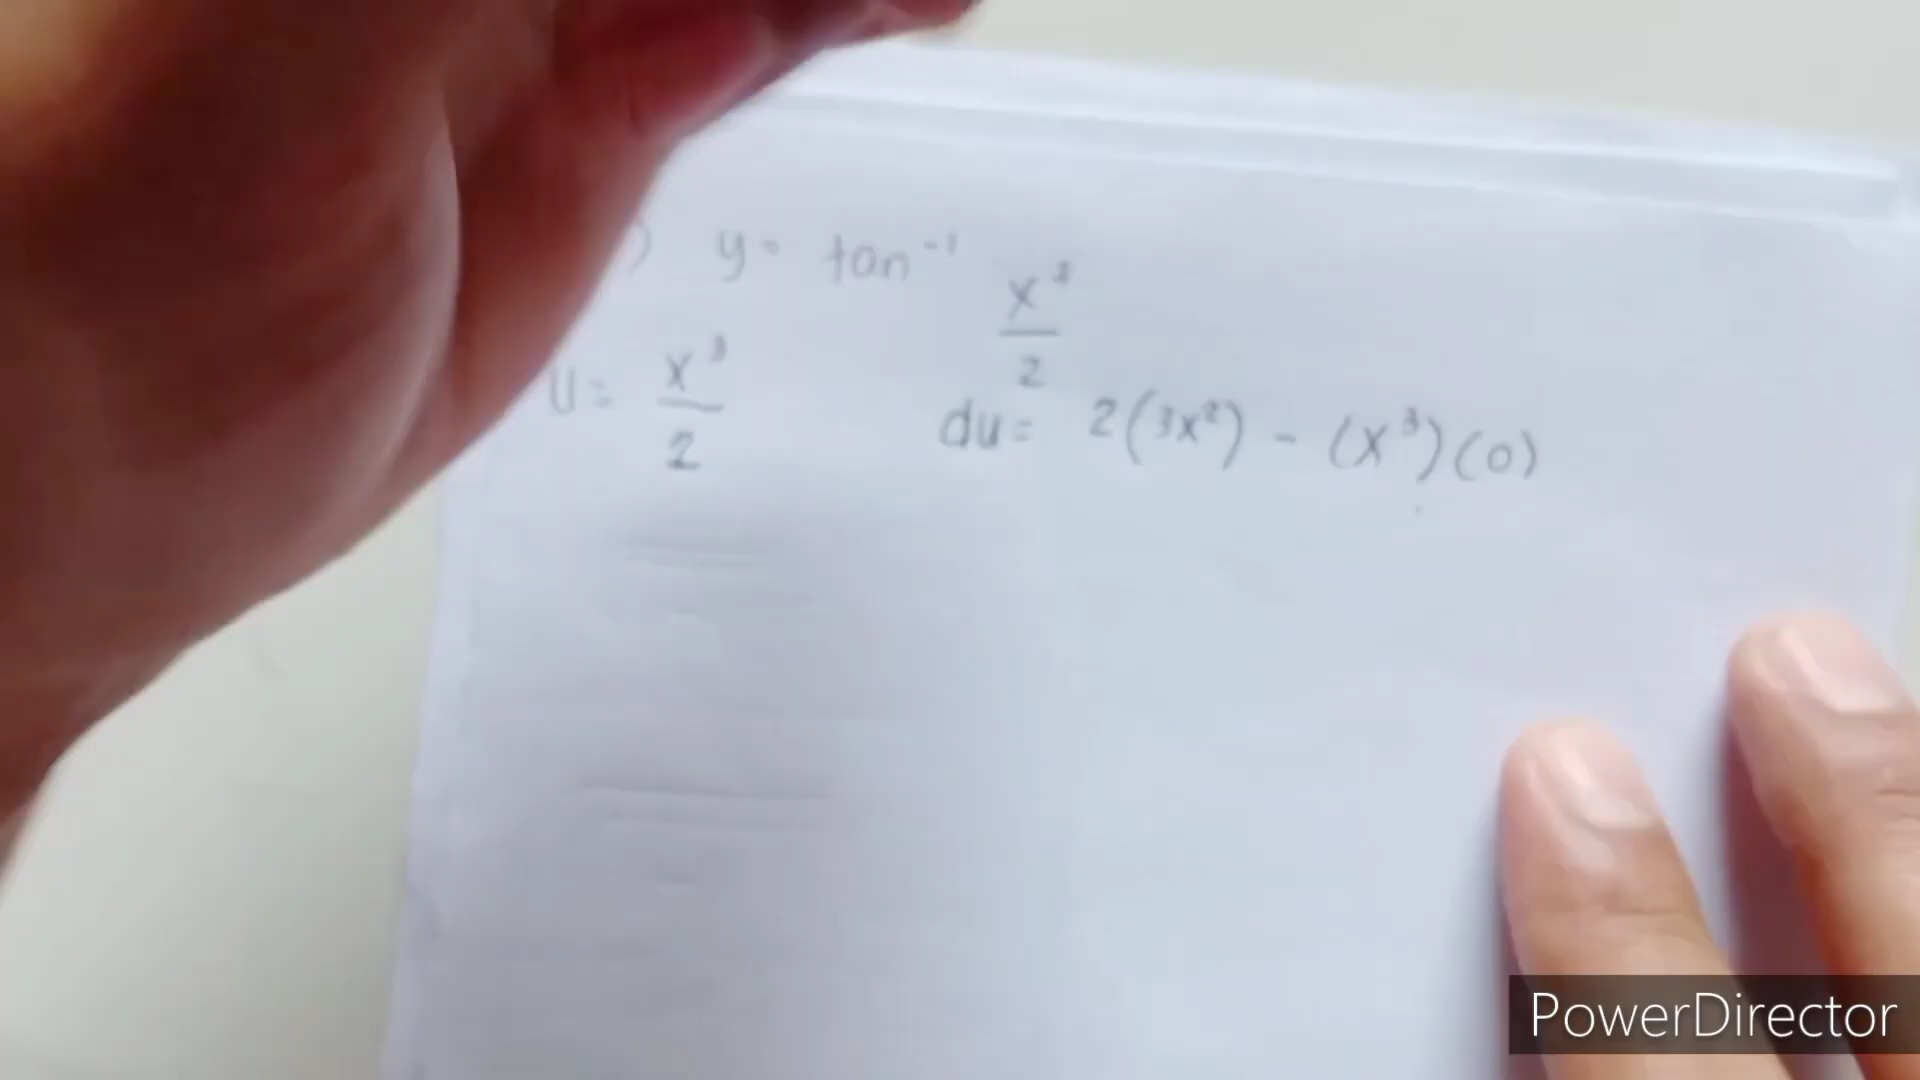 ) y = tan⁻¹ x³/2
u = x³/2
du = 2(3x²) - (x³)(0)
PowerDirector